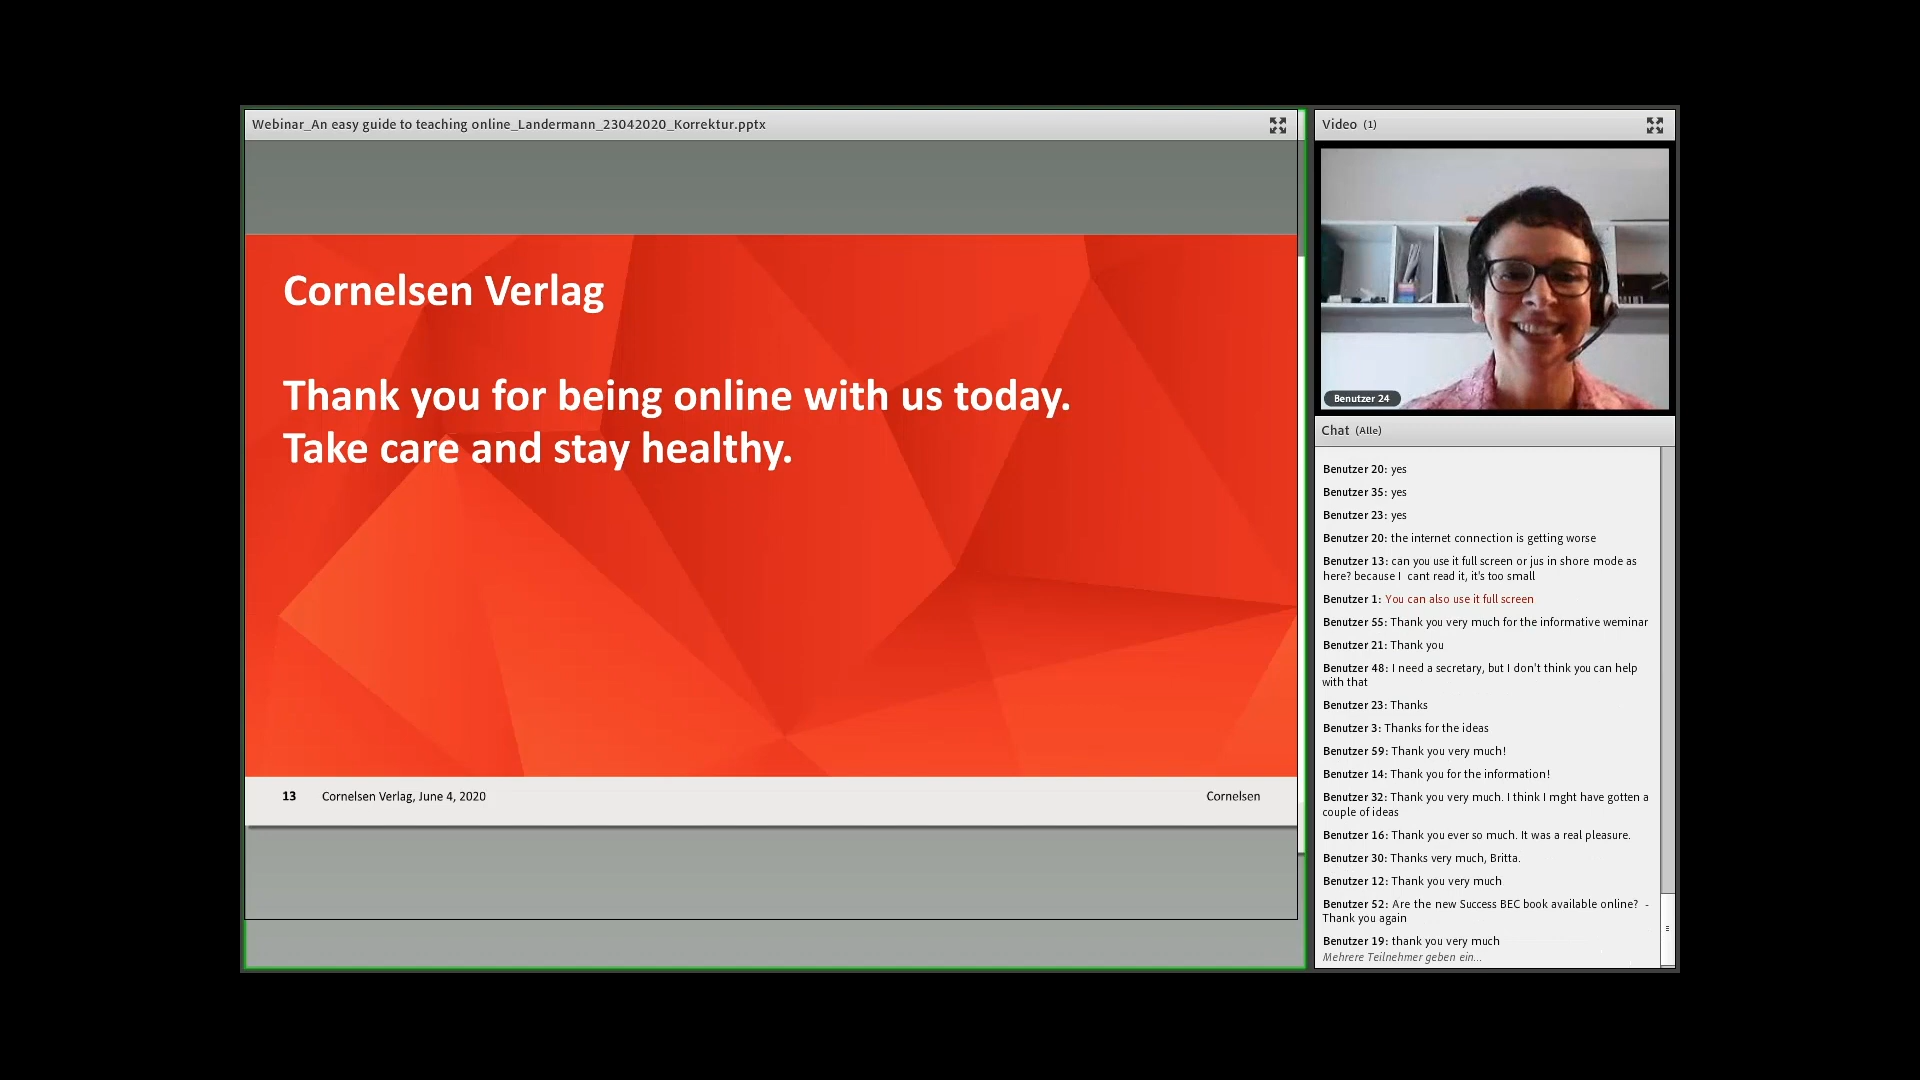 Webinar_An easy guide to teaching online_Landermann_23042020_Korrektur.pptx
Cornelsen Verlag
Thank you for being online with us today.
Take care and stay healthy.
13 Cornelsen Verlag, June 4, 2020 Cornelsen
Video (1)
Benutzer 24
Chat (Alle)
Benutzer 20: yes
Benutzer 35: yes
Benutzer 23: yes
Benutzer 20: the internet connection is getting worse
Benutzer 13: can you use it full screen or jus in shore mode as
here? because I cant read it, it's too small
Benutzer 1: You can also use it full screen
Benutzer 55: Thank you very much for the informative weminar
Benutzer 21: Thank you
Benutzer 48: I need a secretary, but I don't think you can help
with that
Benutzer 23: Thanks
Benutzer 3: Thanks for the ideas
Benutzer 59: Thank you very much!
Benutzer 14: Thank you for the information!
Benutzer 32: Thank you very much. I think I mght have gotten a
couple of ideas
Benutzer 16: Thank you ever so much. It was a real pleasure.
Benutzer 30: Thanks very much, Britta.
Benutzer 12: Thank you very much
Benutzer 52: Are the new Success BEC book available online? -
Thank you again
Benutzer 19: thank you very much
Mehrere Teilnehmer geben ein...